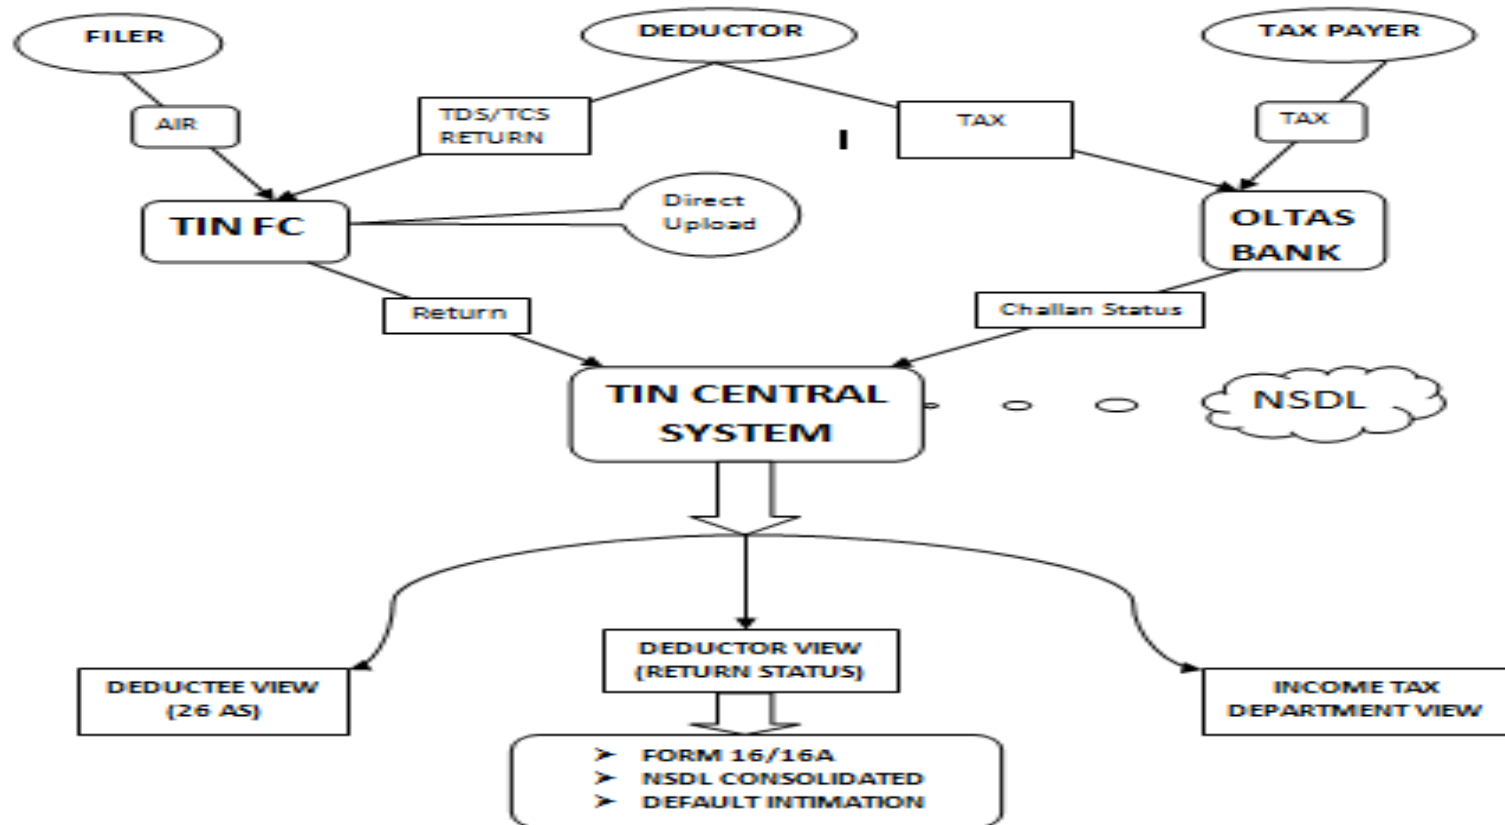 FILER
DEDUCTOR
TAX PAYER
AIR
TDS/TCS
RETURN
TAX
TAX
TIN FC
Direct
Upload
OLTAS
BANK
Return
Challan Status
TIN CENTRAL
SYSTEM
NSDL
DEDUCTEE VIEW
(26 AS)
DEDUCTOR VIEW
(RETURN STATUS)
INCOME TAX
DEPARTMENT VIEW
➢ FORM 16/16A
➢ NSDL CONSOLIDATED
➢ DEFAULT INTIMATION